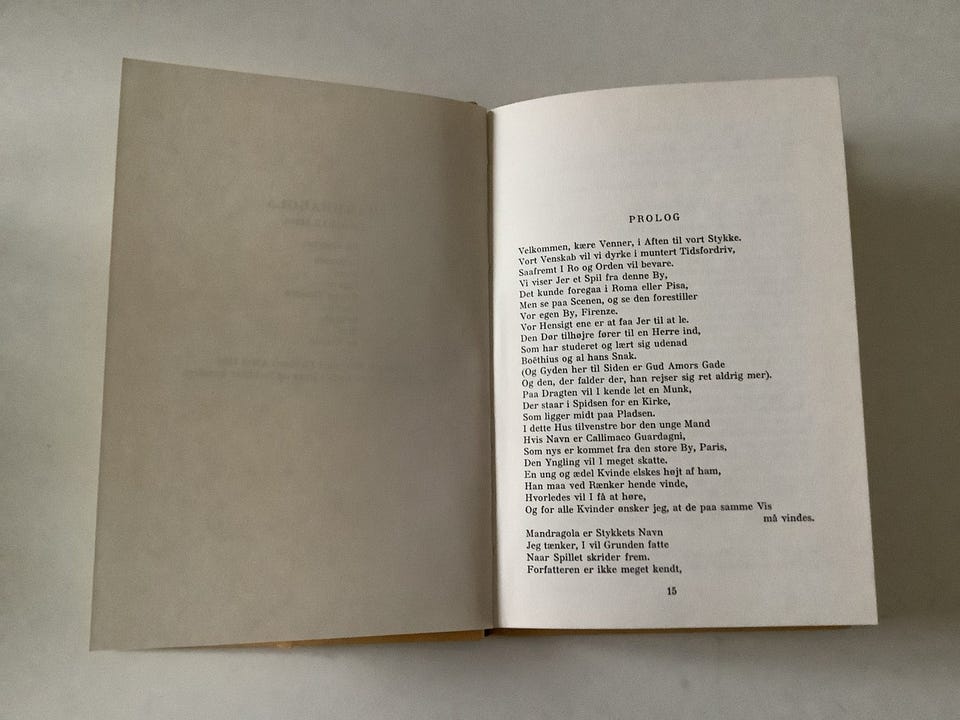 PROLOG
Velkommen, kære Venner, i Aften til vort Stykke.
Vort Venskab vil vi dyrke i muntert Tidsfordriv,
Saafremt I Ro og Orden vil bevare.
Vi viser Jer et Spil fra denne By,
Det kunde foregaa i Roma eller Pisa,
Men se paa Scenen, og se den forestiller
Vor egen By, Firenze.
Vor Hensigt ene er at faa Jer til at le.
Den Dør tilhøjre fører til en Herre ind,
Som har studeret og lært sig udenad
Boëthius og al hans Snak.
(Og Gyden her til Siden er Gud Amors Gade
Og den, der falder der, han rejser sig ret aldrig mer).
Paa Dragten vil I kende let en Munk,
Der staar i Spidsen for en Kirke,
Som ligger midt paa Pladsen.
I dette Hus tilvenstre bor den unge Mand
Hvis Navn er Callimaco Guardagni,
Som nys er kommet fra den store By, Paris,
Den Yngling vil I meget skatte.
En ung og ædel Kvinde elskes højt af ham,
Han maa ved Rænker hende vinde,
Hvorledes vil I få at høre,
Og for alle Kvinder ønsker jeg, at de paa samme Vis
må vindes.
Mandragola er Stykkets Navn
Jeg tænker, I vil Grunden fatte
Naar Spillet skrider frem.
Forfatteren er ikke meget kendt,
15